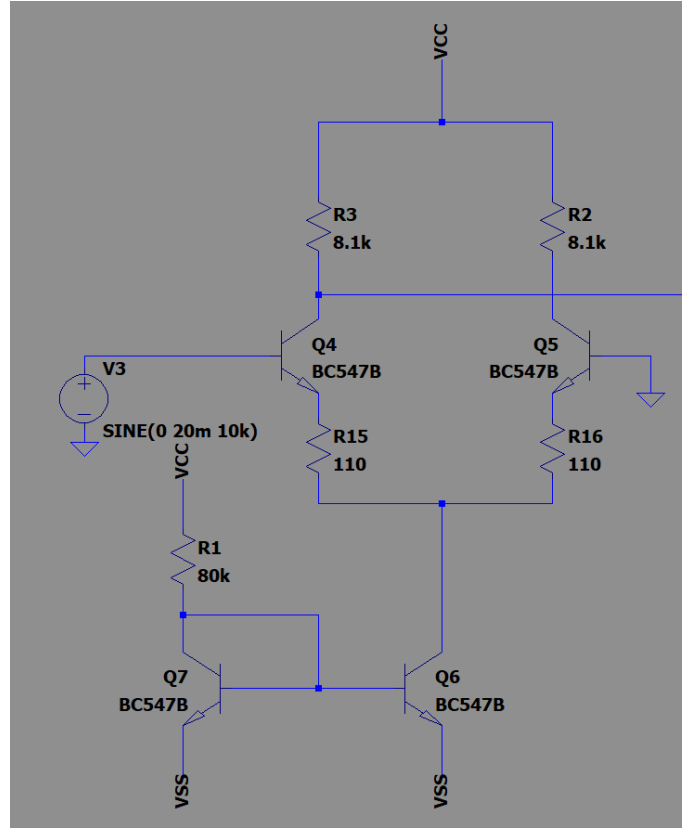 VCC
R3
8.1k
R2
8.1k
Q4
BC547B
Q5
BC547B
V3
SINE(0 20m 10k)
R15
110
R16
110
VCC
R1
80k
Q7
BC547B
Q6
BC547B
VSS
VSS